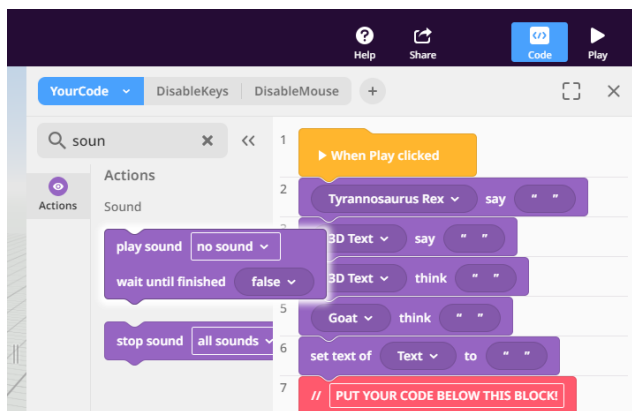 Help Share Code Play
YourCode DisableKeys DisableMouse +
soun
1 When Play clicked
Actions
Actions
Sound
2 Tyrannosaurus Rex say " "
3D Text say " "
play sound no sound
wait until finished false
3D Text think " "
5 Goat think " "
stop sound all sounds
6 set text of Text to " "
7 // PUT YOUR CODE BELOW THIS BLOCK!